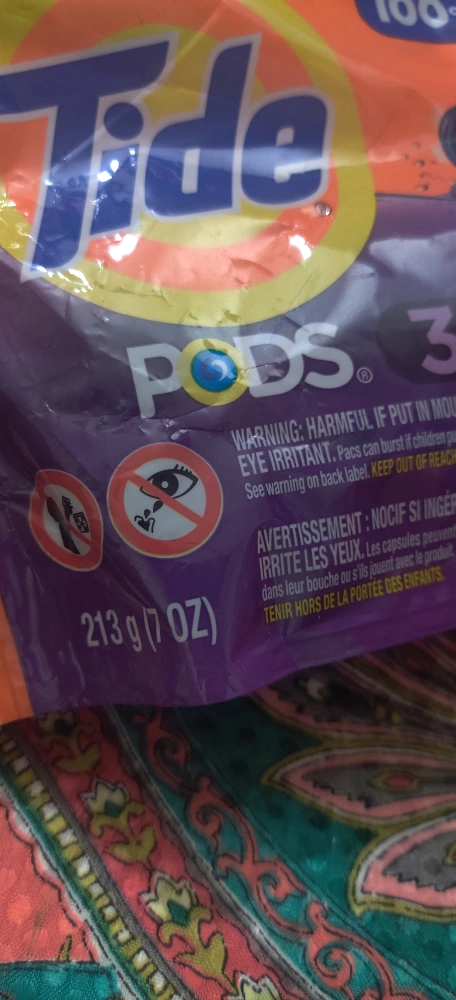 100
Tide
PODS®
3
WARNING: HARMFUL IF PUT IN
EYE IRRITANT. Pacs can burst if children
See warning on back label. KEEP OUT OF REACH
AVERTISSEMENT : NOCIF SI
IRRITE LES YEUX. Les capsules peuvent
dans leur bouche ou s'ils jouent avec le produit.
TENIR HORS DE LA PORTÉE DES ENFANTS.
213 g (7 OZ)